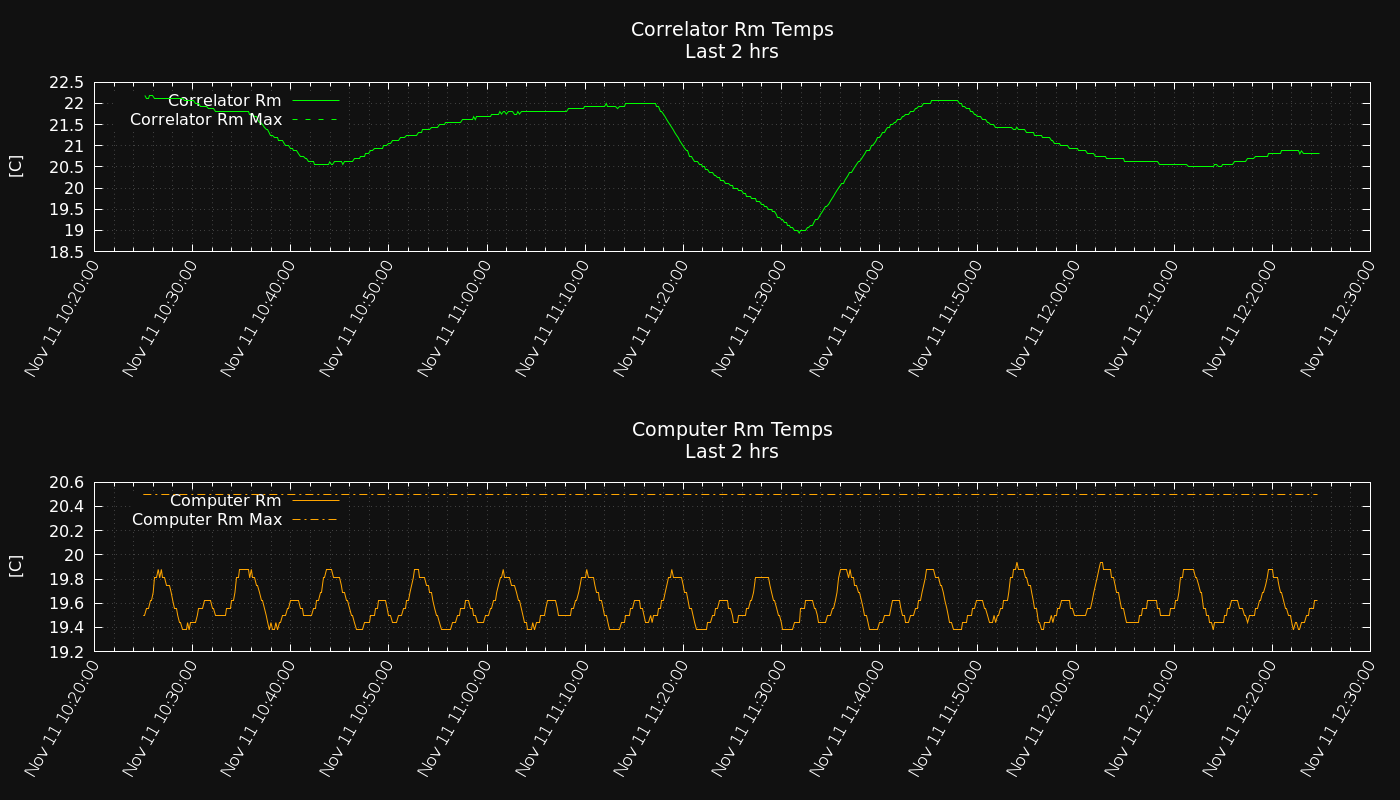 Correlator Rm Temps
Last 2 hrs
22.5
22
21.5
21
20.5
20
19.5
19
18.5
[C]
Correlator Rm
Correlator Rm Max
Nov 11 10:20:00
Nov 11 10:30:00
Nov 11 10:40:00
Nov 11 10:50:00
Nov 11 11:00:00
Nov 11 11:10:00
Nov 11 11:20:00
Nov 11 11:30:00
Nov 11 11:40:00
Nov 11 11:50:00
Nov 11 12:00:00
Nov 11 12:10:00
Nov 11 12:20:00
Nov 11 12:30:00
Computer Rm Temps
Last 2 hrs
20.6
20.4
20.2
20
19.8
19.6
19.4
19.2
[C]
Computer Rm
Computer Rm Max
Nov 11 10:20:00
Nov 11 10:30:00
Nov 11 10:40:00
Nov 11 10:50:00
Nov 11 11:00:00
Nov 11 11:10:00
Nov 11 11:20:00
Nov 11 11:30:00
Nov 11 11:40:00
Nov 11 11:50:00
Nov 11 12:00:00
Nov 11 12:10:00
Nov 11 12:20:00
Nov 11 12:30:00